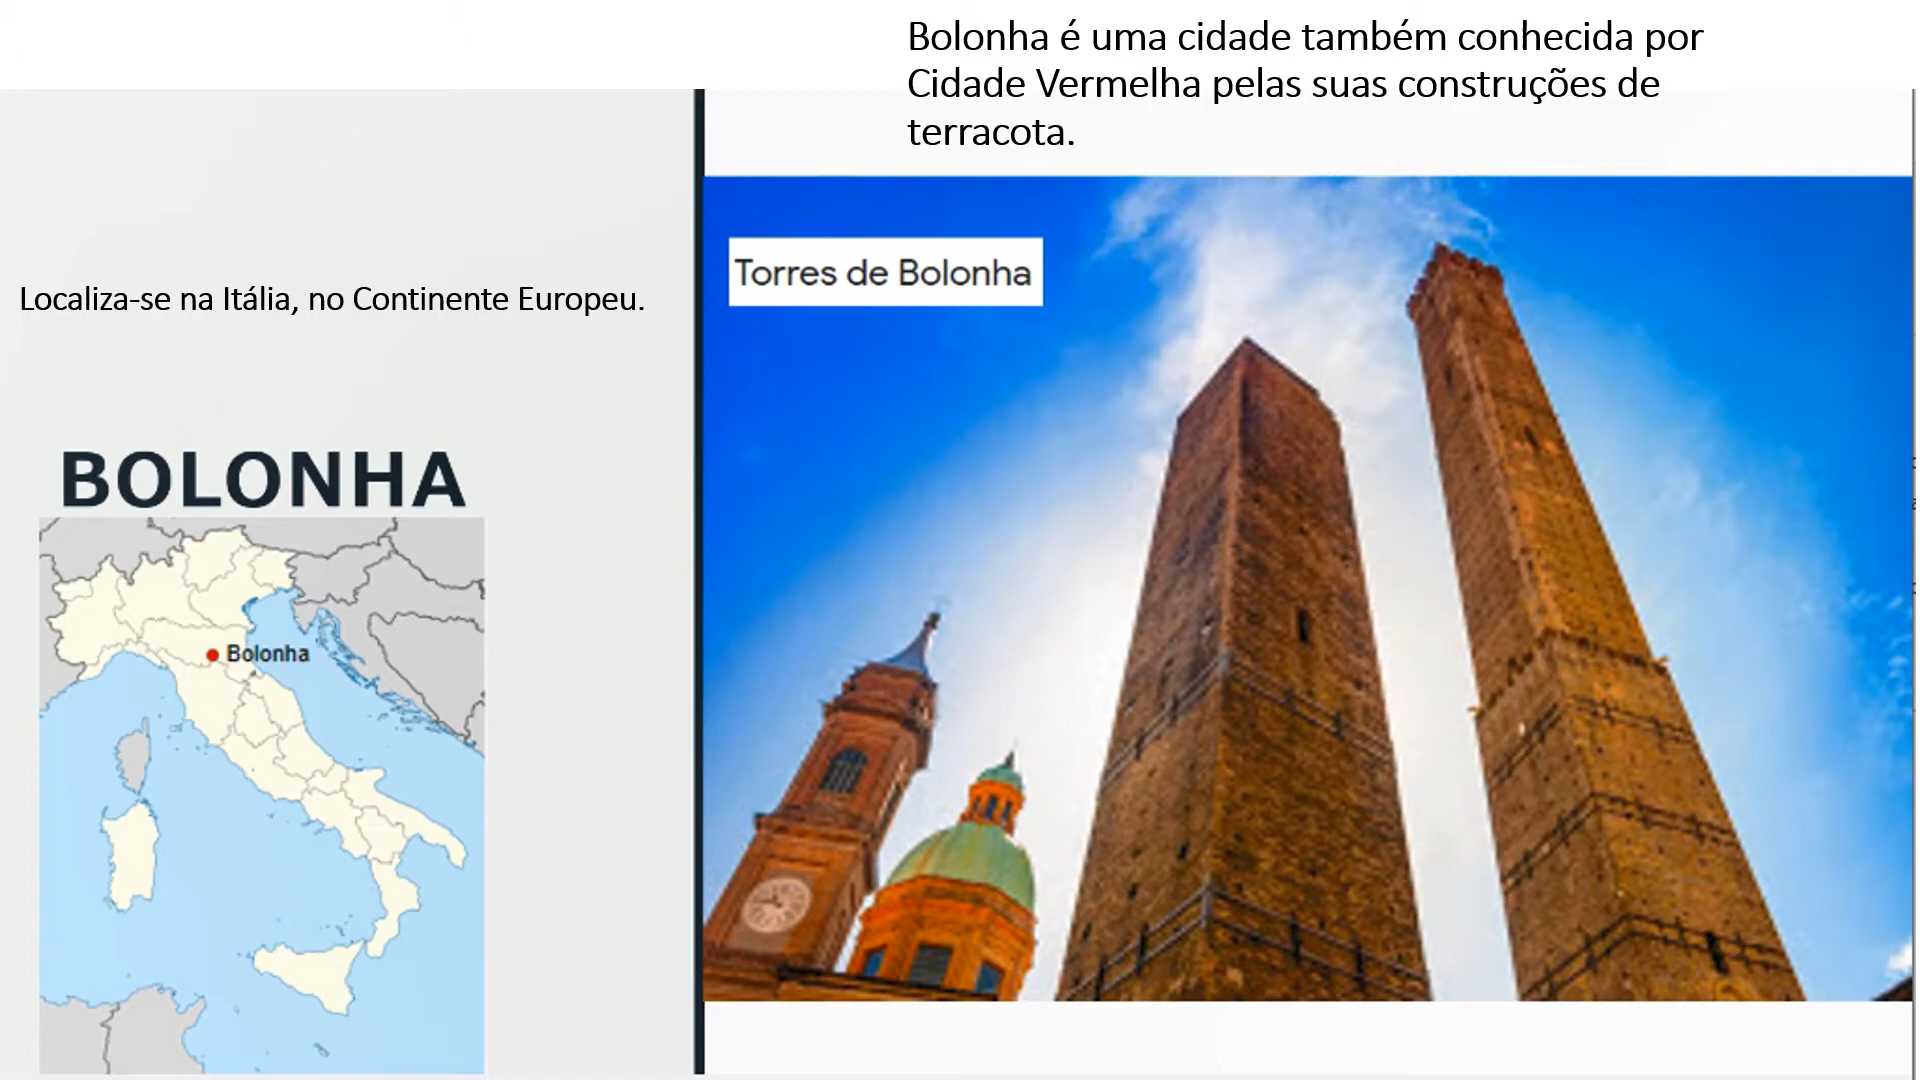 Bolonha é uma cidade também conhecida por
Cidade Vermelha pelas suas construções de
terracota.
Localiza-se na Itália, no Continente Europeu.
BOLONHA
Bolonha
Torres de Bolonha